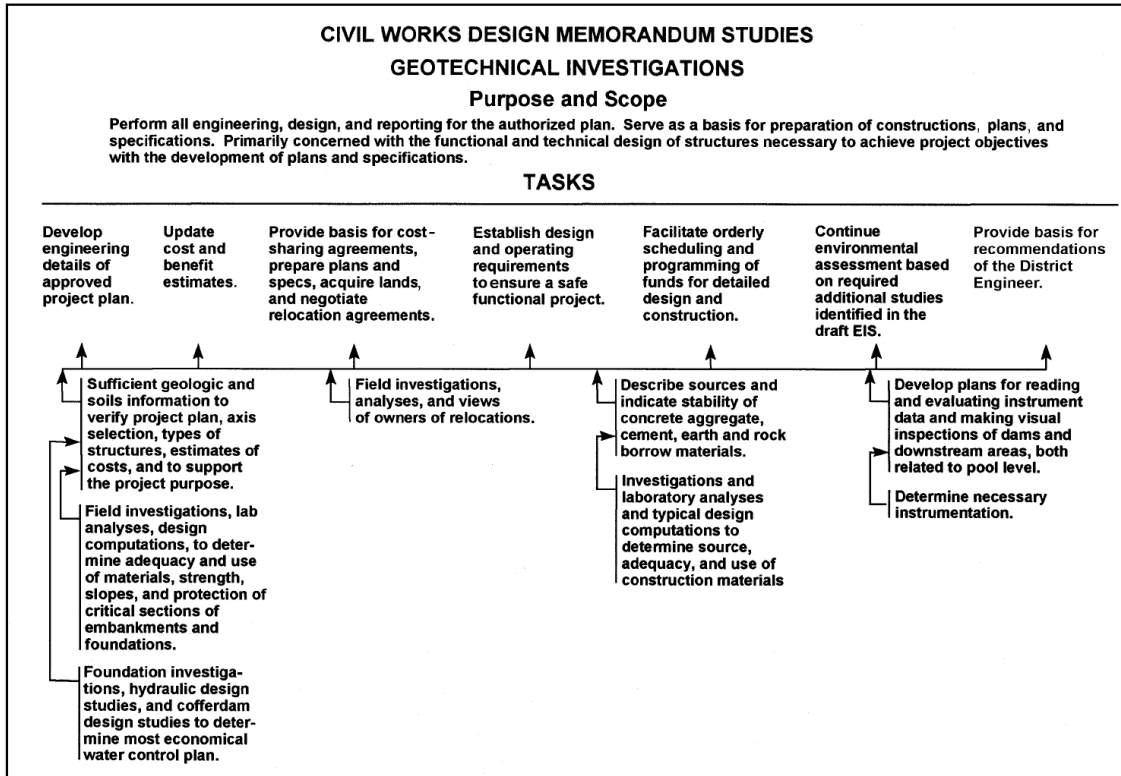 CIVIL WORKS DESIGN MEMORANDUM STUDIES
GEOTECHNICAL INVESTIGATIONS
Purpose and Scope
Perform all engineering, design, and reporting for the authorized plan. Serve as a basis for preparation of constructions, plans, and
specifications. Primarily concerned with the functional and technical design of structures necessary to achieve project objectives
with the development of plans and specifications.
TASKS
Develop
engineering
details of
approved
project plan.
Update
cost and
benefit
estimates.
Provide basis for cost-
sharing agreements,
prepare plans and
specs, acquire lands,
and negotiate
relocation agreements.
Establish design
and operating
requirements
to ensure a safe
functional project.
Facilitate orderly
scheduling and
programming of
funds for detailed
design and
construction.
Continue
environmental
assessment based
on required
additional studies
identified in the
draft EIS.
Provide basis for
recommendations
of the District
Engineer.
Sufficient geologic and
soils information to
verify project plan, axis
selection, types of
structures, estimates of
costs, and to support
the project purpose.
Field investigations, lab
analyses, design
computations, to deter-
mine adequacy and use
of materials, strength,
slopes, and protection of
critical sections of
embankments and
foundations.
Foundation investiga-
tions, hydraulic design
studies, and cofferdam
design studies to deter-
mine most economical
water control plan.
Field investigations,
analyses, and views
of owners of relocations.
Describe sources and
indicate stability of
concrete aggregate,
cement, earth and rock
borrow materials.
Investigations and
laboratory analyses
and typical design
computations to
determine source,
adequacy, and use of
construction materials
Develop plans for reading
and evaluating instrument
data and making visual
inspections of dams and
downstream areas, both
related to pool level.
Determine necessary
instrumentation.